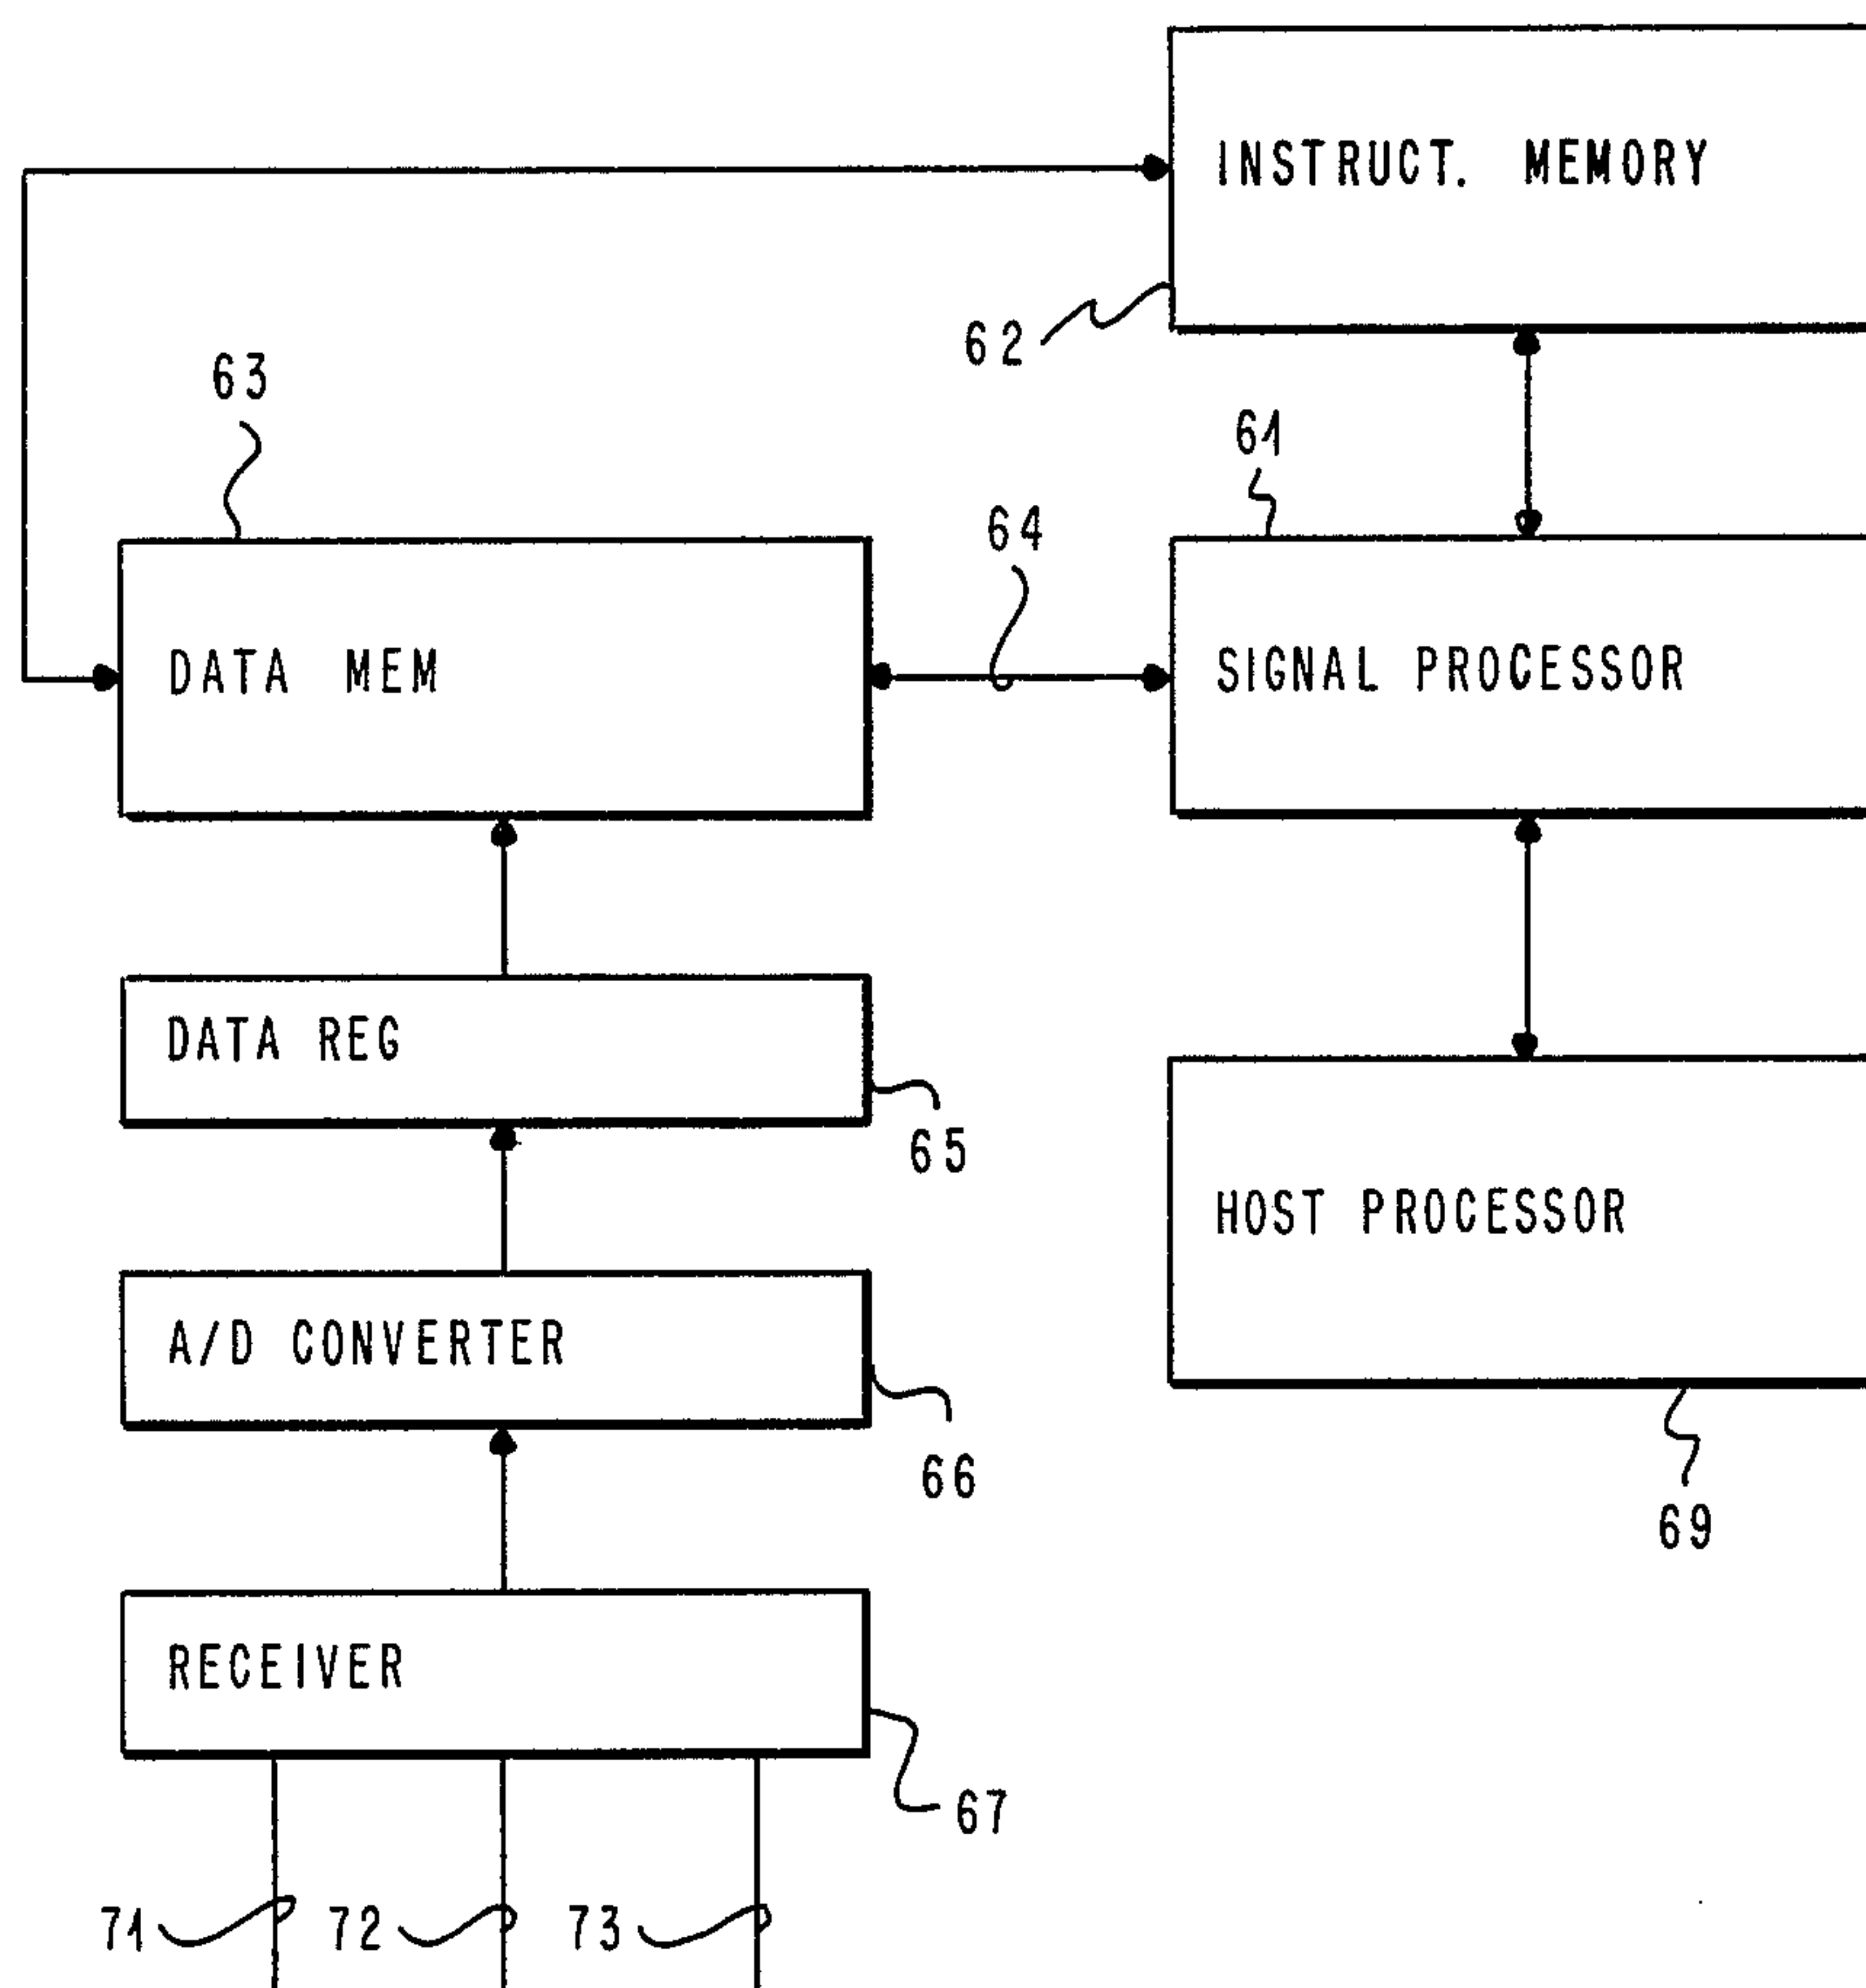 INSTRUCT. MEMORY
62
63
61
64
DATA MEM
SIGNAL PROCESSOR
DATA REG
65
HOST PROCESSOR
A/D CONVERTER
66
69
RECEIVER
67
71
72
73